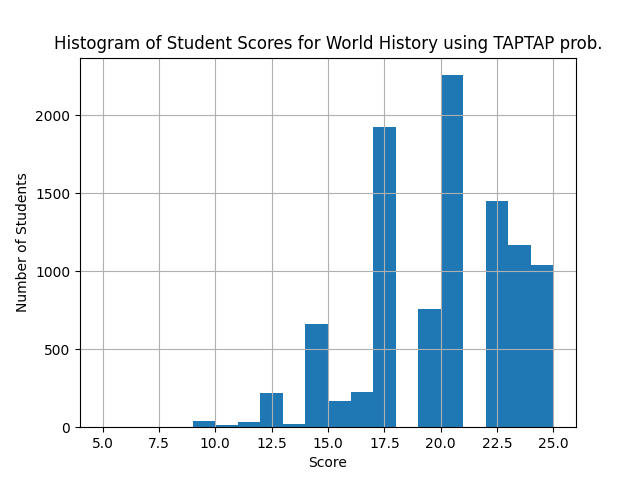 Histogram of Student Scores for World History using TAPTAP prob.
2000
1500
1000
500
0
Number of Students
5.0 7.5 10.0 12.5 15.0 17.5 20.0 22.5 25.0
Score